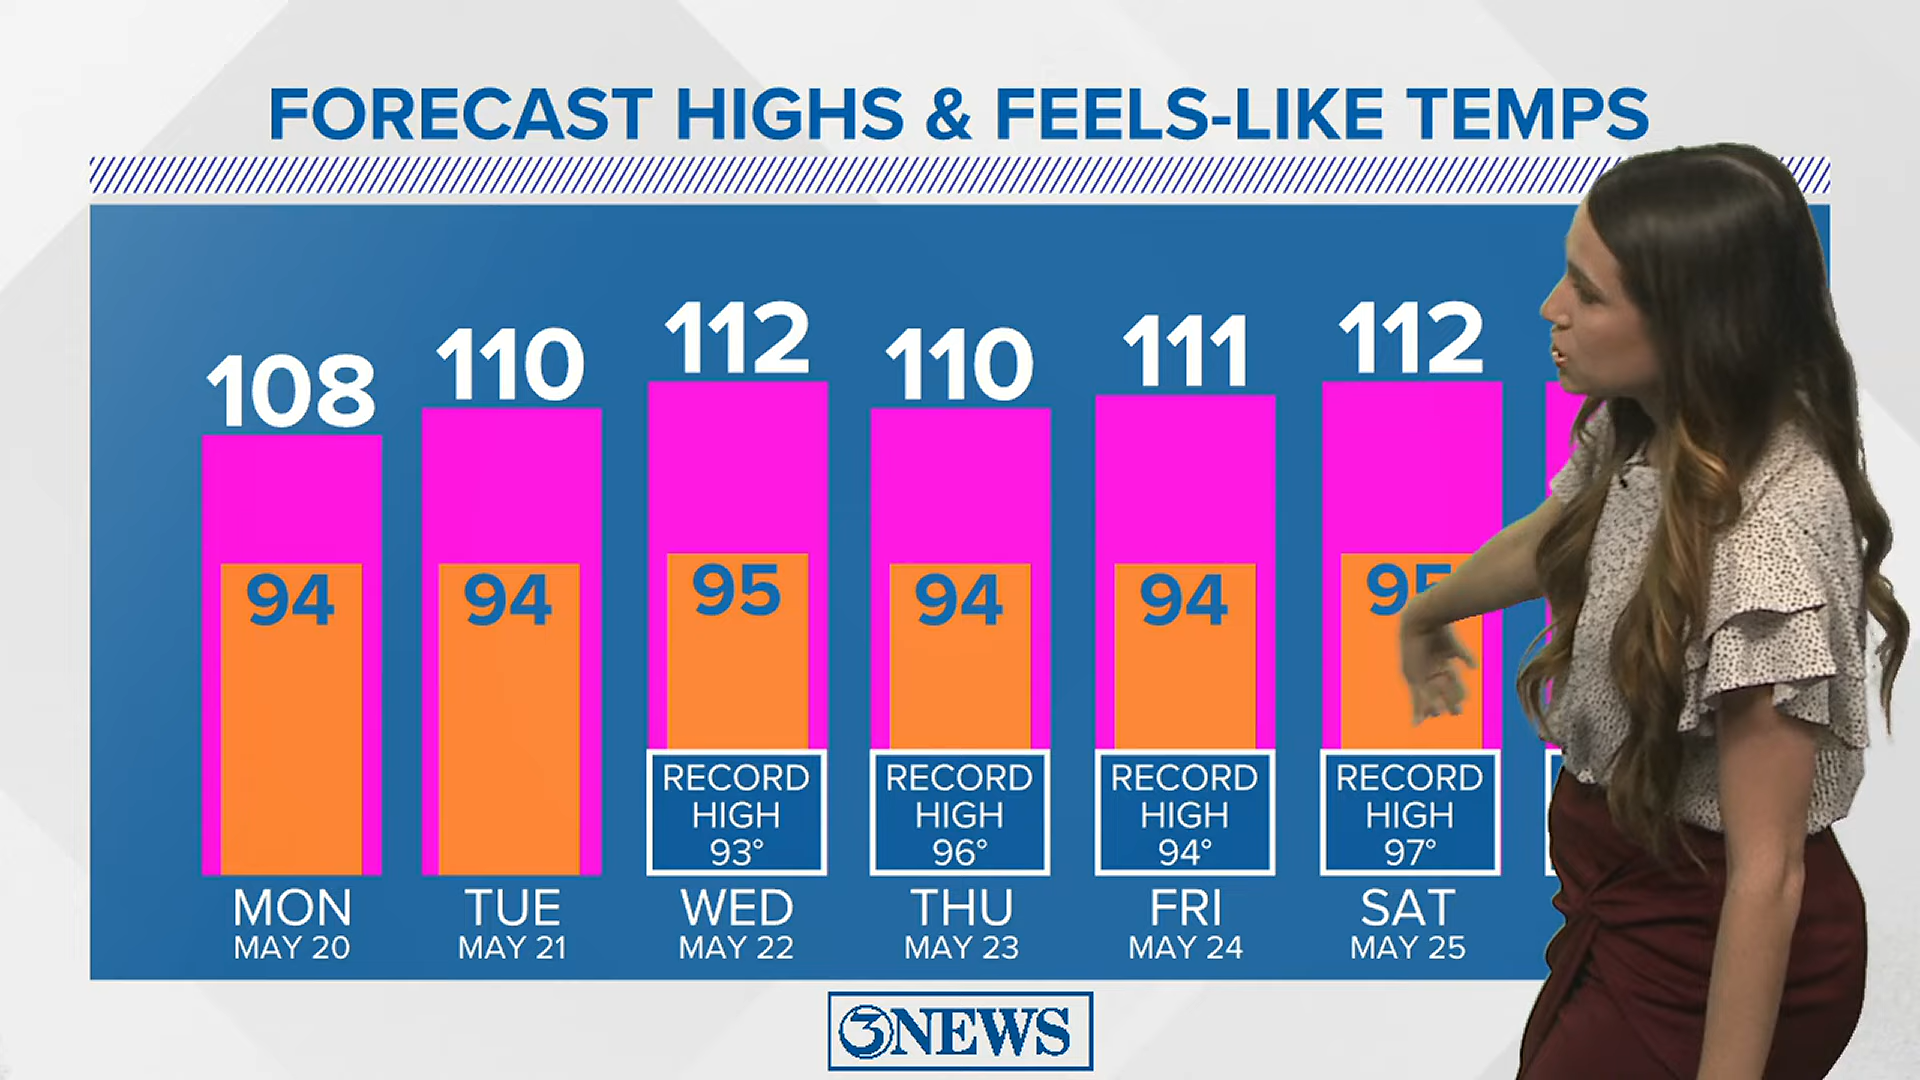 FORECAST HIGHS & FEELS-LIKE TEMPS
108 110 112 110 111 112
94 94 95 94 94 95
RECORD HIGH 93°
RECORD HIGH 96°
RECORD HIGH 94°
RECORD HIGH 97°
MON TUE WED THU FRI SAT
MAY 20 MAY 21 MAY 22 MAY 23 MAY 24 MAY 25
3NEWS